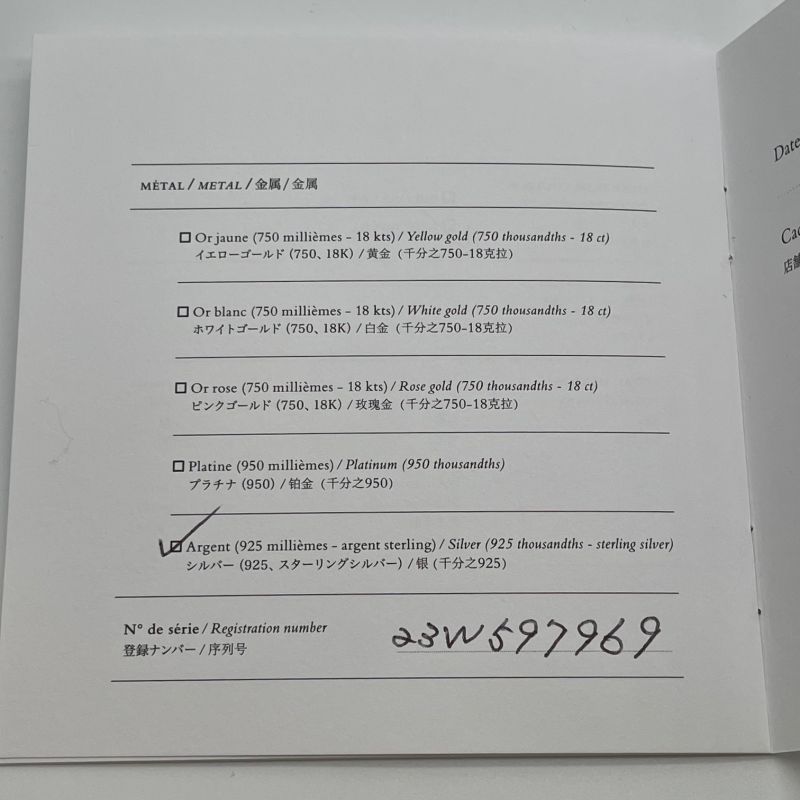 MÉTAL / METAL / 金属 / 金属
Or jaune (750 millièmes – 18 kts) / Yellow gold (750 thousandths - 18 ct)
イエローゴールド (750、18K) / 黄金 (千分之750-18克拉)
Or blanc (750 millièmes – 18 kts) / White gold (750 thousandths - 18 ct)
ホワイトゴールド (750、18K) / 白金 (千分之750-18克拉)
Or rose (750 millièmes – 18 kts) / Rose gold (750 thousandths - 18 ct)
ピンクゴールド (750、18K) / 玫瑰金 (千分之750-18克拉)
Platine (950 millièmes) / Platinum (950 thousandths)
プラチナ (950) / 铂金 (千分之950)
Argent (925 millièmes – argent sterling) / Silver (925 thousandths - sterling silver)
シルバー (925、スターリングシルバー) / 银 (千分之925)
N° de série / Registration number
登録ナンバー / 序列号
23W597969
Date
店舗